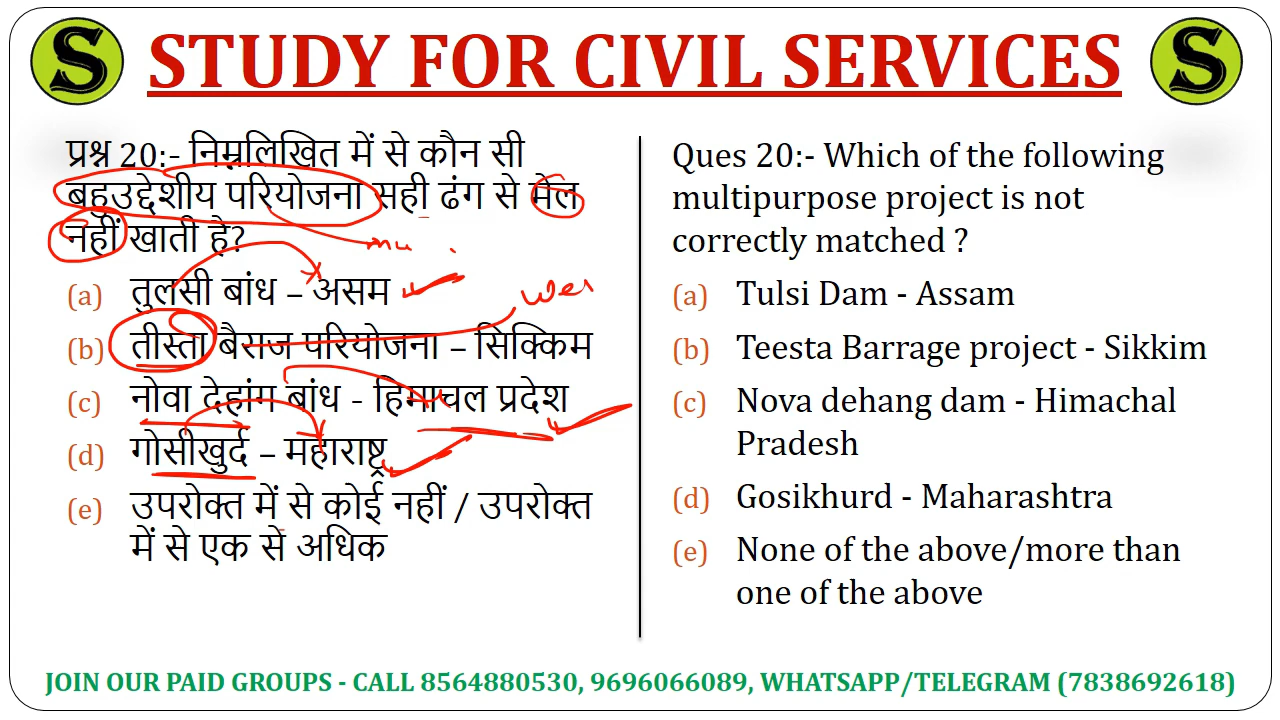 S STUDY FOR CIVIL SERVICES S
प्रश्न 20:- निम्नलिखित में से कौन सी
बहुउद्देशीय परियोजना सही ढंग से मेल
नहीं खाती है?
mu
(a) तुलसी बांध – असम
wes
(b) तीस्ता बैराज परियोजना – सिक्किम
(c) नोवा देहांग बांध - हिमाचल प्रदेश
(d) गोसीखुर्द – महाराष्ट्र
(e) उपरोक्त में से कोई नहीं / उपरोक्त
में से एक से अधिक
Ques 20:- Which of the following
multipurpose project is not
correctly matched ?
(a) Tulsi Dam - Assam
(b) Teesta Barrage project - Sikkim
(c) Nova dehang dam - Himachal
Pradesh
(d) Gosikhurd - Maharashtra
(e) None of the above/more than
one of the above
JOIN OUR PAID GROUPS - CALL 8564880530, 9696066089, WHATSAPP/TELEGRAM (7838692618)